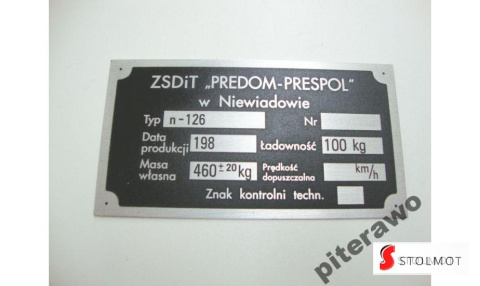 ZSDiT „PREDOM-PRESPOL"
w Niewiadowie
Typ n-126 Nr
Data produkcji 198 Ładowność 100 kg
Masa własna 460±20 kg Prędkość dopuszczalna km/h
Znak kontrolni techn.
piterawo
S STOLMOT